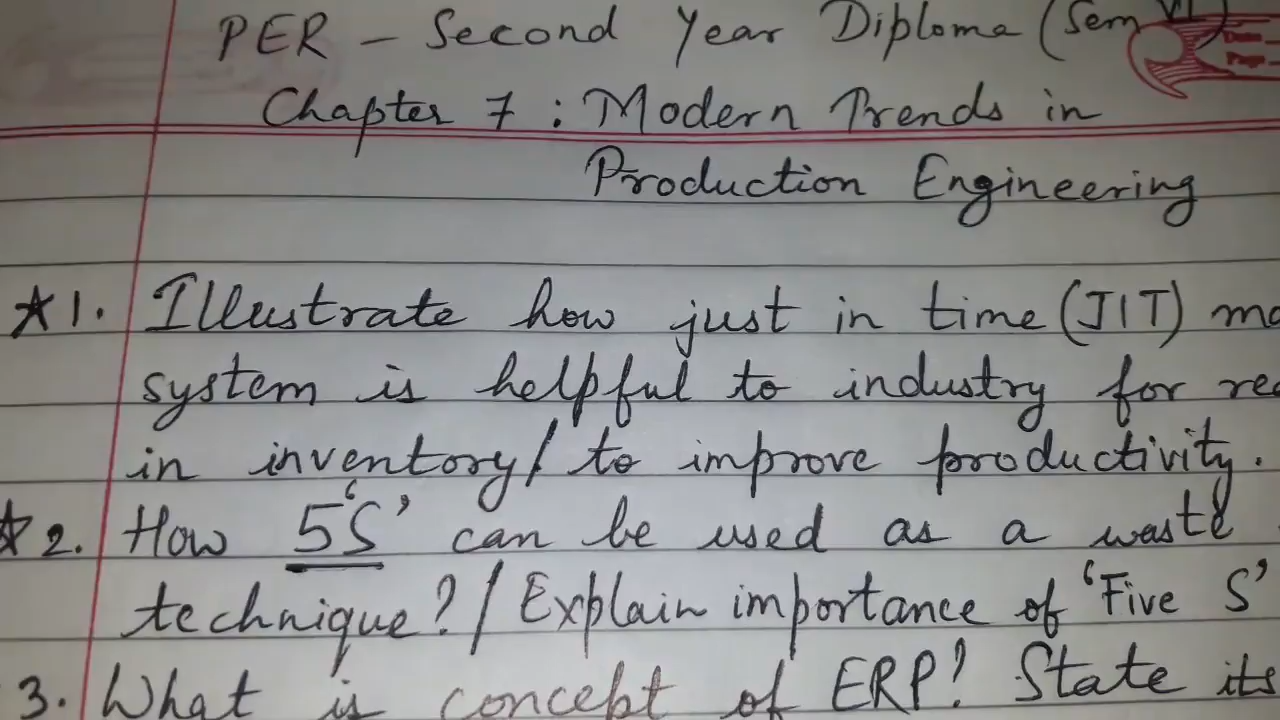 PER - Second Year Diploma (Sem VI)
Chapter 7 : Modern Trends in
Production Engineering
★1. Illustrate how just in time (JIT)
system is helpful to industry for
in inventory/ to improve productivity.
★2. How 5'S' can be used as a waste
technique? / Explain importance of 'Five S'
3. What is concept of ERP? State its